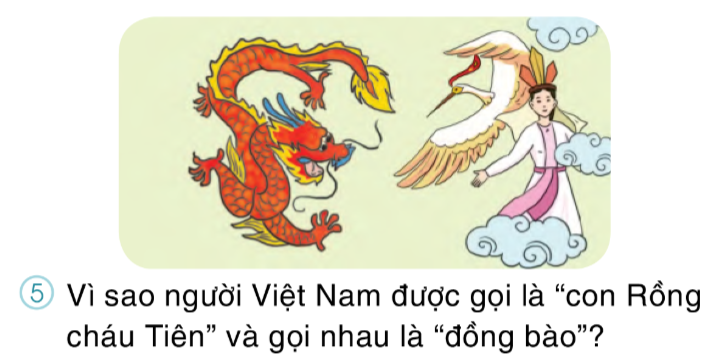 5 Vì sao người Việt Nam được gọi là “con Rồng
cháu Tiên” và gọi nhau là “đồng bào”?